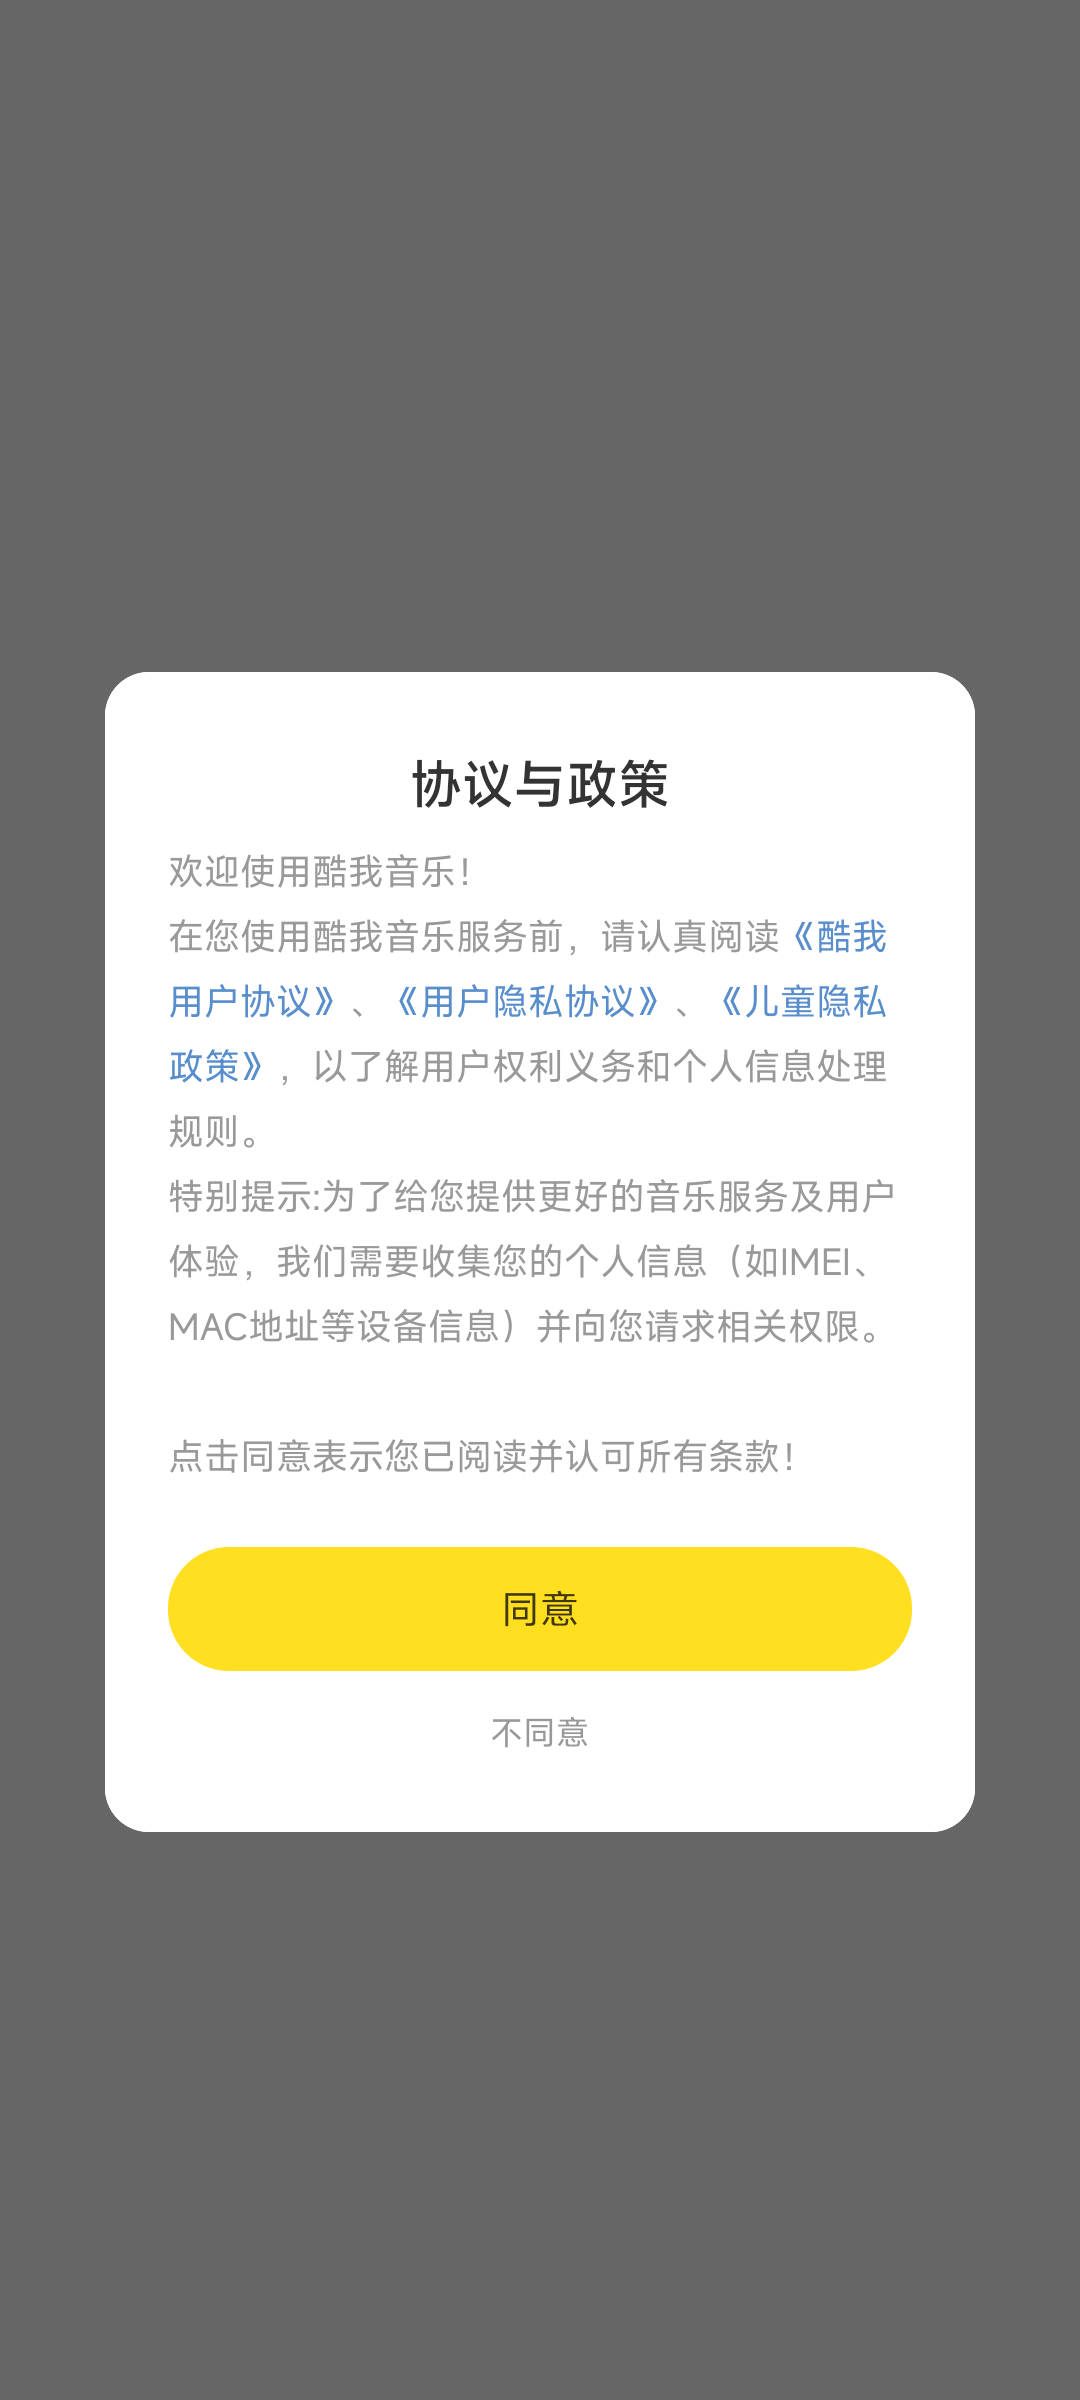 协议与政策
欢迎使用酷我音乐！
在您使用酷我音乐服务前，请认真阅读《酷我
用户协议》、《用户隐私协议》、《儿童隐私
政策》，以了解用户权利义务和个人信息处理
规则。
特别提示:为了给您提供更好的音乐服务及用户
体验，我们需要收集您的个人信息（如IMEI、
MAC地址等设备信息）并向您请求相关权限。
点击同意表示您已阅读并认可所有条款！
同意
不同意